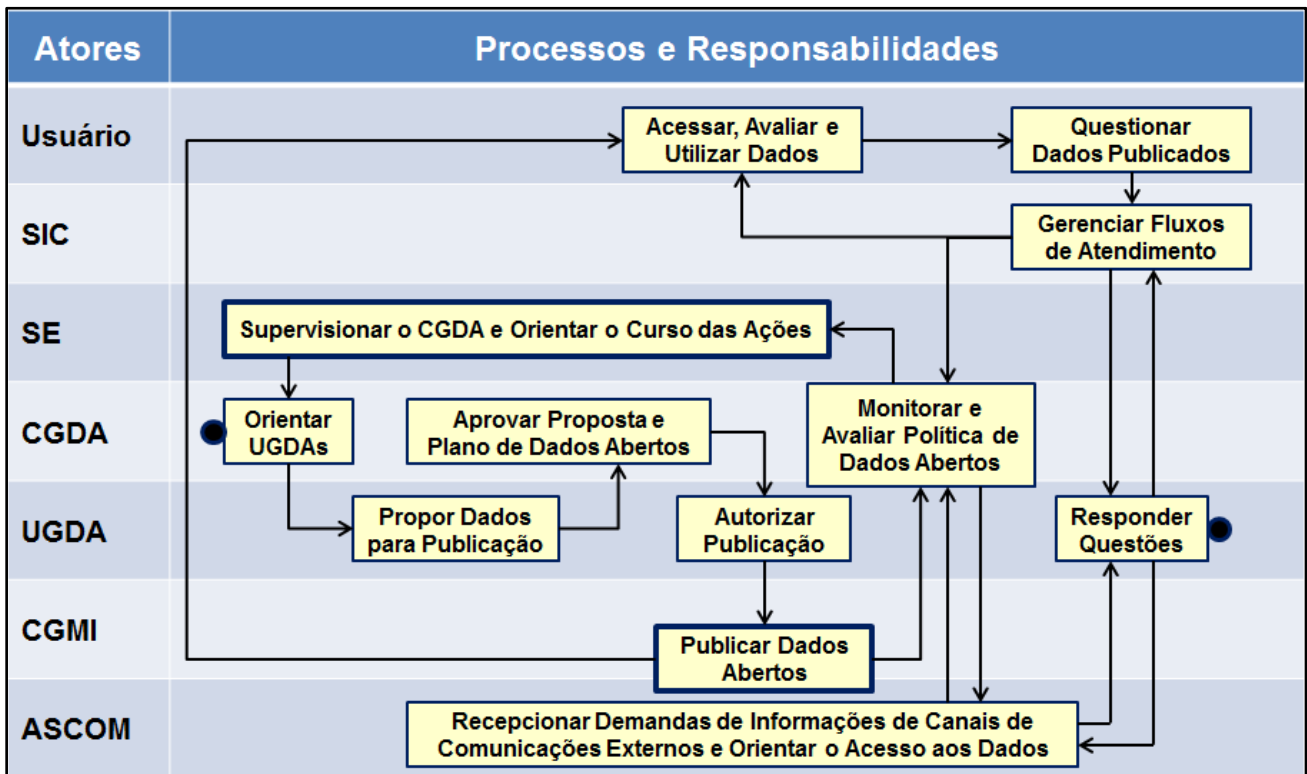 Atores
Processos e Responsabilidades
Usuário
Acessar, Avaliar e
Utilizar Dados
Questionar
Dados Publicados
SIC
Gerenciar Fluxos
de Atendimento
SE
Supervisionar o CGDA e Orientar o Curso das Ações
CGDA
Orientar
UGDAs
Aprovar Proposta e
Plano de Dados Abertos
Monitorar e
Avaliar Política de
Dados Abertos
UGDA
Propor Dados
para Publicação
Autorizar
Publicação
Responder
Questões
CGMI
Publicar Dados
Abertos
ASCOM
Recepcionar Demandas de Informações de Canais de
Comunicações Externos e Orientar o Acesso aos Dados